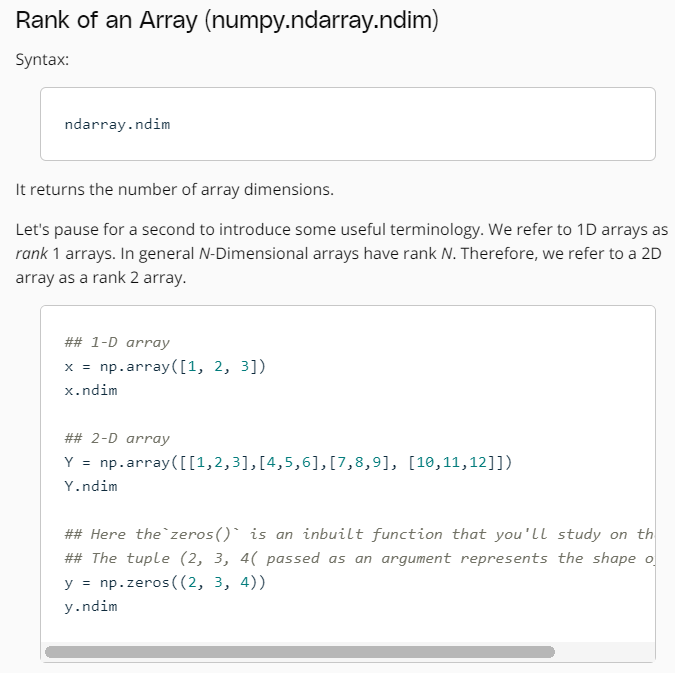 Rank of an Array (numpy.ndarray.ndim)
Syntax:
ndarray.ndim
It returns the number of array dimensions.
Let's pause for a second to introduce some useful terminology. We refer to 1D arrays as
rank 1 arrays. In general N-Dimensional arrays have rank N. Therefore, we refer to a 2D
array as a rank 2 array.
## 1-D array
x = np.array([1, 2, 3])
x.ndim
## 2-D array
Y = np.array([[1,2,3],[4,5,6],[7,8,9], [10,11,12]])
Y.ndim
## Here the`zeros()` is an inbuilt function that you'll study on th
## The tuple (2, 3, 4( passed as an argument represents the shape o
y = np.zeros((2, 3, 4))
y.ndim